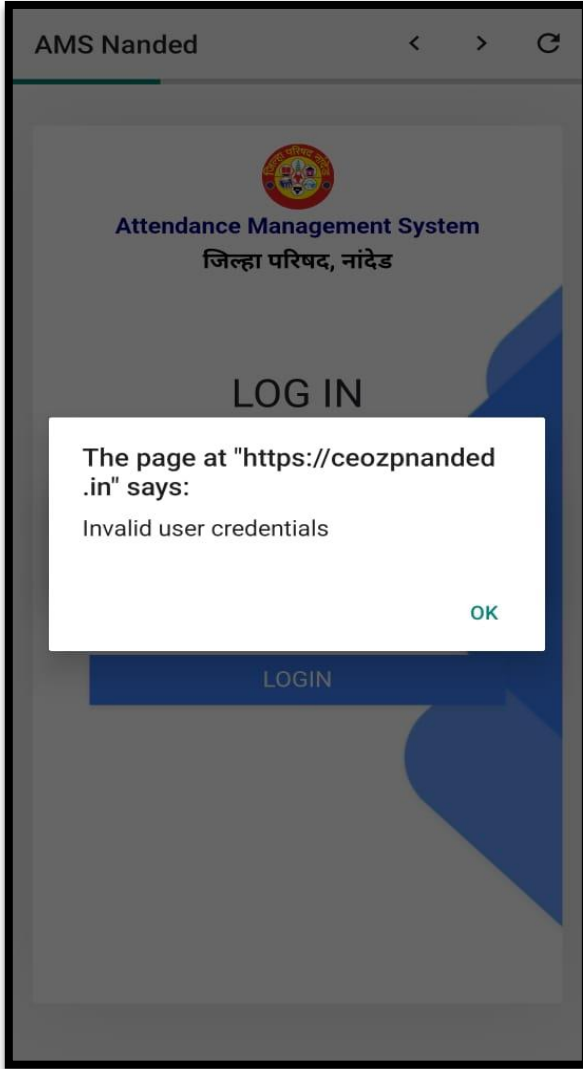 AMS Nanded
Attendance Management System
जिल्हा परिषद, नांदेड
LOG IN
The page at "https://ceozpnanded
.in" says:
Invalid user credentials
OK
LOGIN